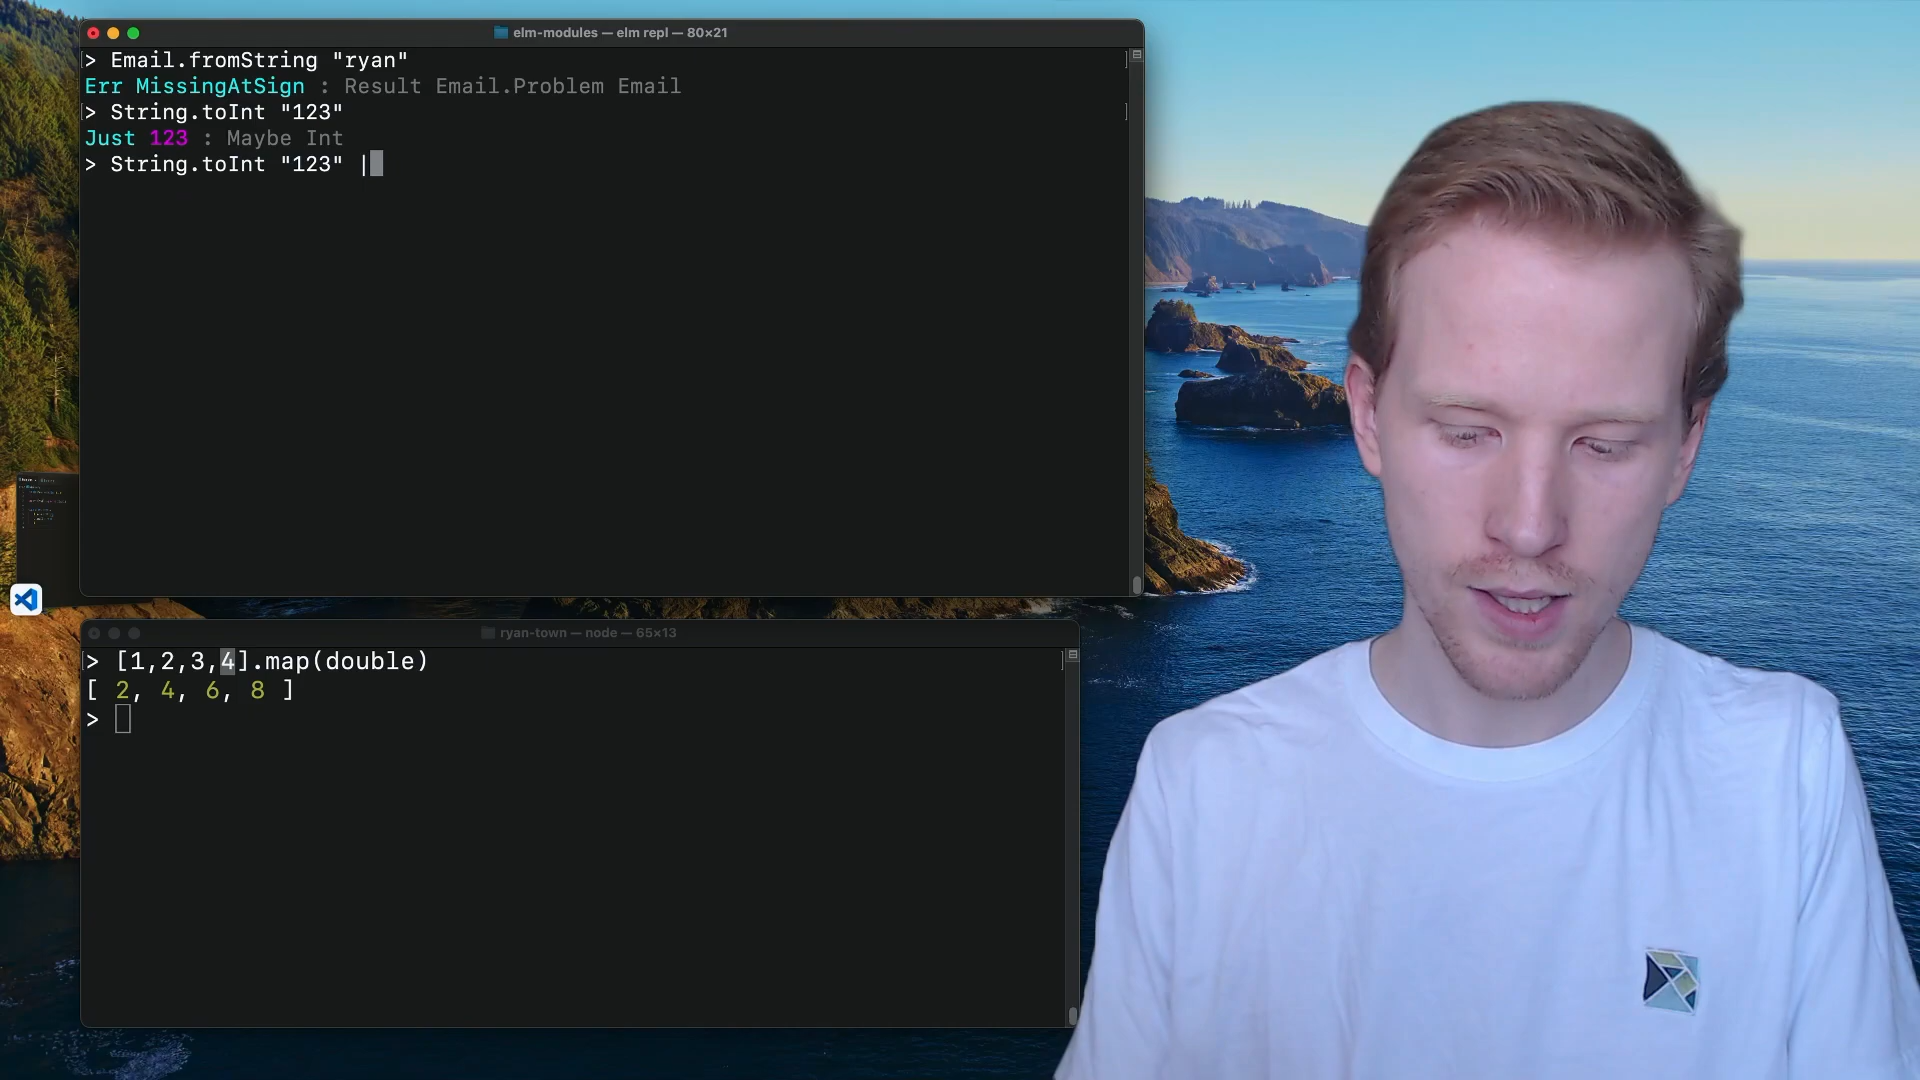 elm-modules — elm repl — 80×21
> Email.fromString "ryan"
Err MissingAtSign : Result Email.Problem Email
> String.toInt "123"
Just 123 : Maybe Int
> String.toInt "123" |
ryan-town — node — 65×13
> [1,2,3,4].map(double)
[ 2, 4, 6, 8 ]
>